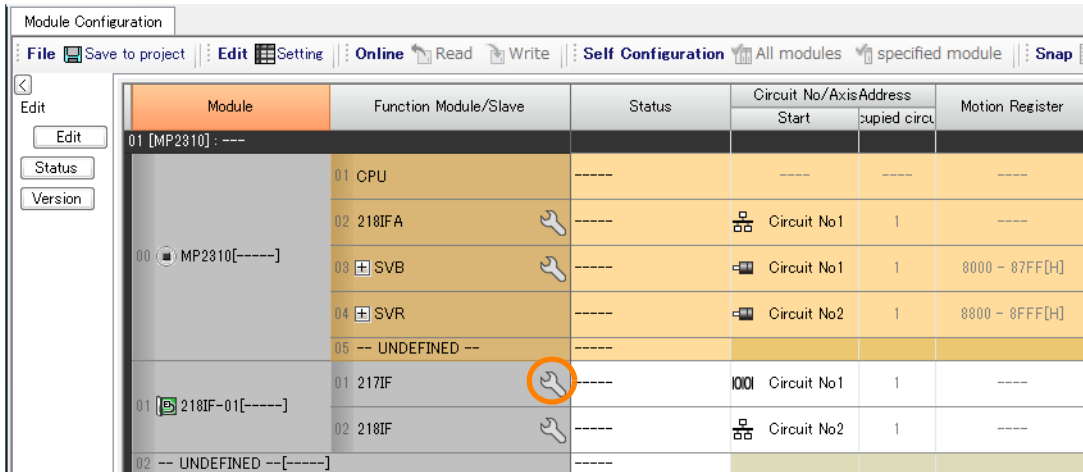 Module Configuration
File Save to project Edit Setting Online Read Write Self Configuration All modules specified module Snap
Edit
Edit
Status
Version
Module Function Module/Slave Status Circuit No/AxisAddress Motion Register
Start cupied circu
01 [MP2310] : ---
00 MP2310[-----]
01 CPU ----- ---- ---- ----
02 218IFA ----- Circuit No1 1 ----
03 + SVB ----- Circuit No1 1 8000 - 87FF[H]
04 + SVR ----- Circuit No2 1 8800 - 8FFF[H]
05 -- UNDEFINED -- -----
01 218IF-01[-----]
01 217IF ----- Circuit No1 1 ----
02 218IF ----- Circuit No2 1 ----
02 -- UNDEFINED --[-----] -----